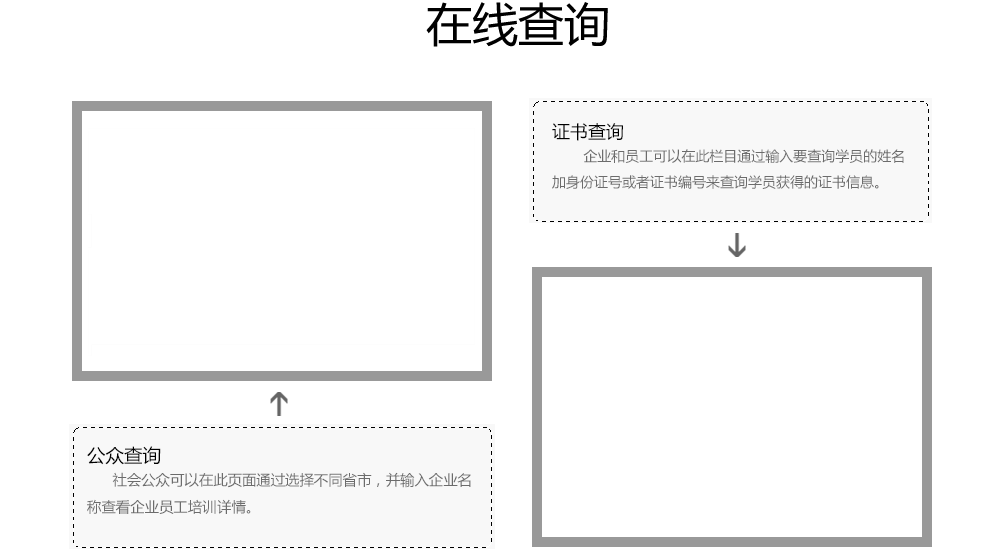 在线查询
证书查询
企业和员工可以在此栏目通过输入要查询学员的姓名
加身份证号或者证书编号来查询学员获得的证书信息。
公众查询
社会公众可以在此页面通过选择不同省市，并输入企业名
称查看企业员工培训详情。